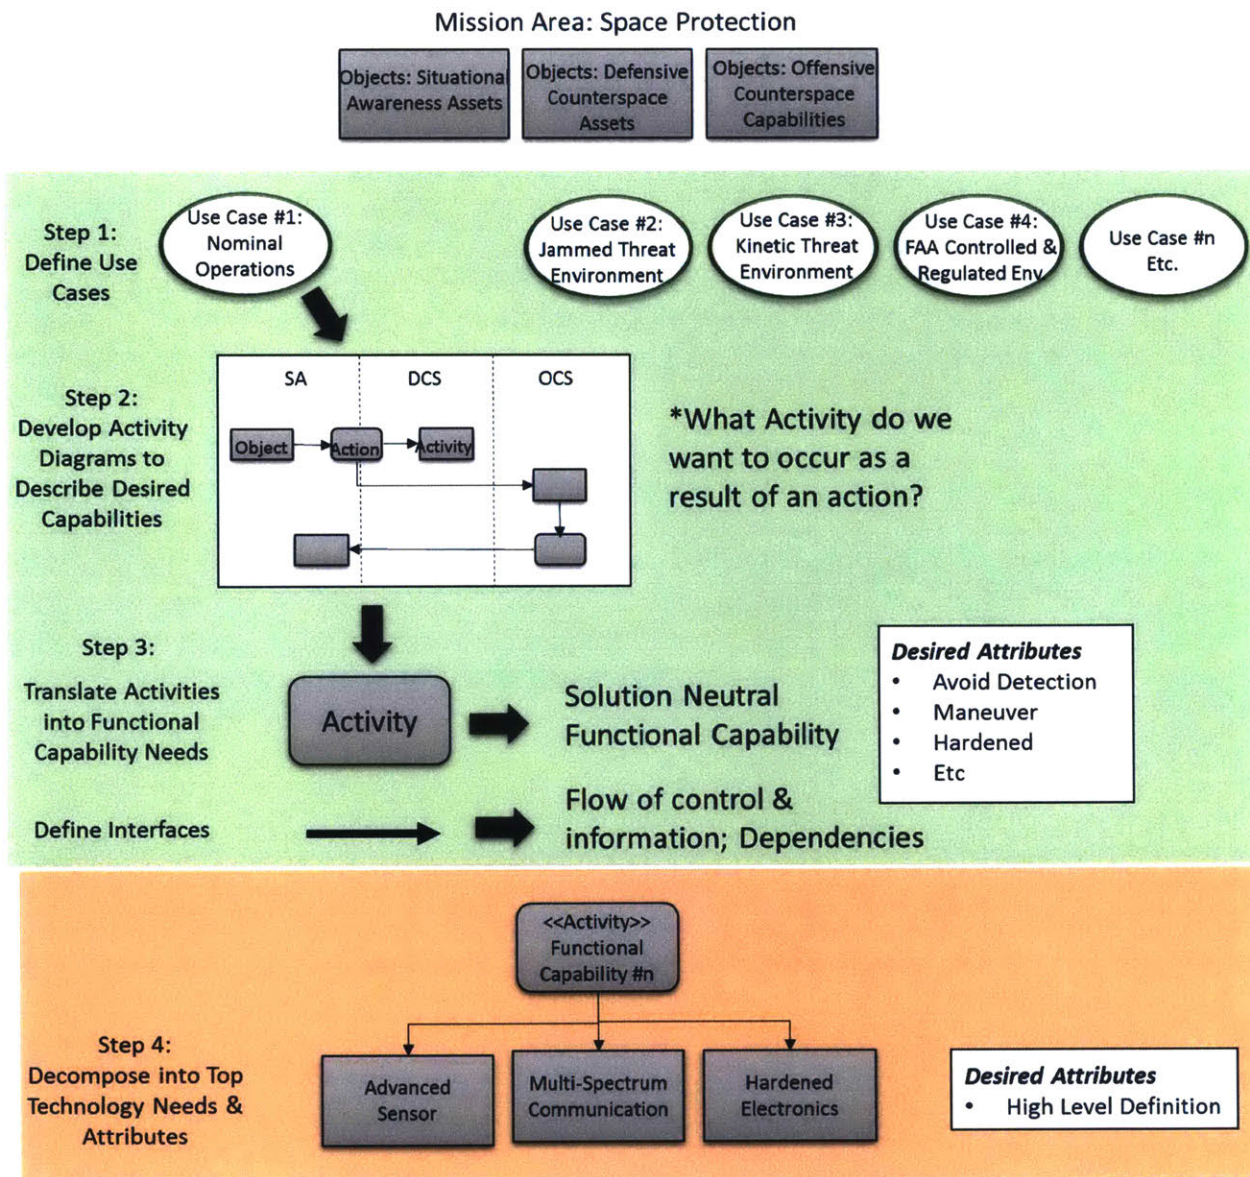 Mission Area: Space Protection
Objects: Situational
Awareness Assets
Objects: Defensive
Counterspace
Assets
Objects: Offensive
Counterspace
Capabilities
Step 1:
Define Use
Cases
Use Case #1:
Nominal
Operations
Use Case #2:
Jammed Threat
Environment
Use Case #3:
Kinetic Threat
Environment
Use Case #4:
FAA Controlled &
Regulated Env
Use Case #n
Etc.
Step 2:
Develop Activity
Diagrams to
Describe Desired
Capabilities
SA
DCS
OCS
Object
Action
Activity
*What Activity do we
want to occur as a
result of an action?
Step 3:
Translate Activities
into Functional
Capability Needs
Activity
Solution Neutral
Functional Capability
Desired Attributes
• Avoid Detection
• Maneuver
• Hardened
• Etc
Define Interfaces
Flow of control &
information; Dependencies
<<Activity>>
Functional
Capability #n
Step 4:
Decompose into Top
Technology Needs &
Attributes
Advanced
Sensor
Multi-Spectrum
Communication
Hardened
Electronics
Desired Attributes
• High Level Definition